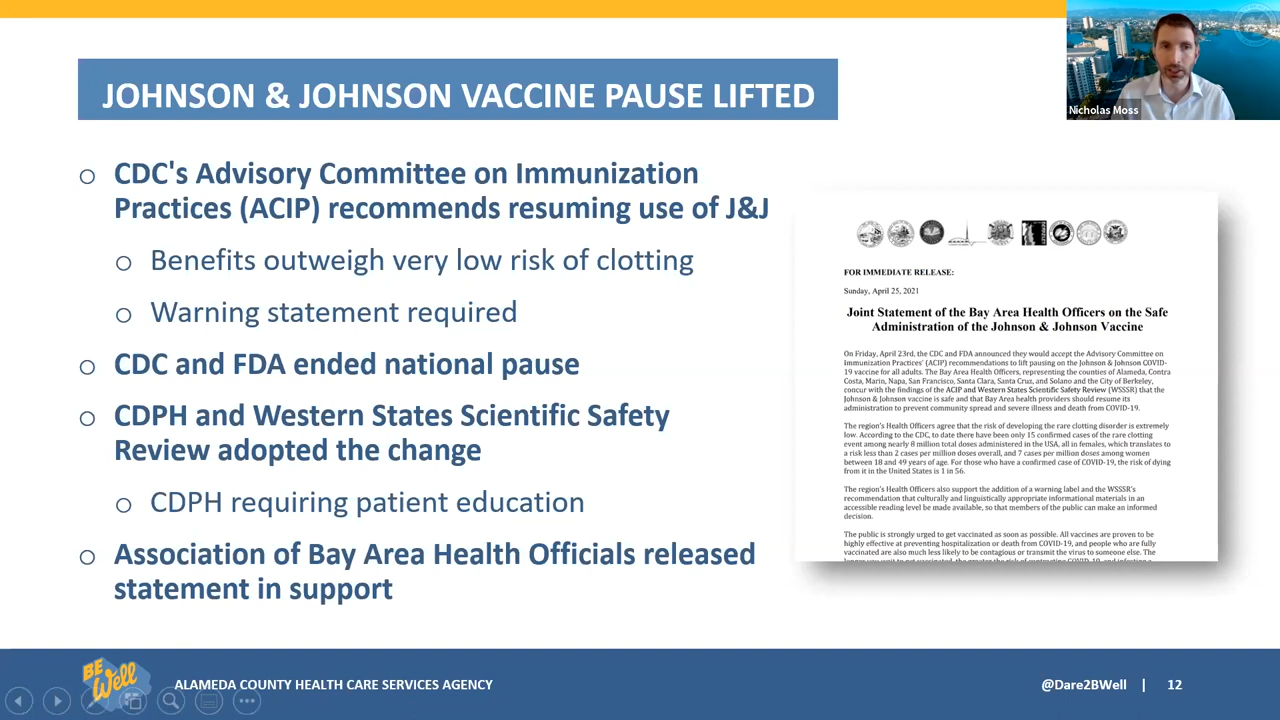 JOHNSON & JOHNSON VACCINE PAUSE LIFTED
Nicholas Moss
CDC's Advisory Committee on Immunization
Practices (ACIP) recommends resuming use of J&J
Benefits outweigh very low risk of clotting
Warning statement required
CDC and FDA ended national pause
CDPH and Western States Scientific Safety
Review adopted the change
CDPH requiring patient education
Association of Bay Area Health Officials released
statement in support
FOR IMMEDIATE RELEASE:
Sunday, April 25, 2021
Joint Statement of the Bay Area Health Officers on the Safe
Administration of the Johnson & Johnson Vaccine
On Friday, April 23rd, the CDC and FDA announced they would accept the Advisory Committee on
Immunization Practices' (ACIP) recommendations to lift pausing on the Johnson & Johnson COVID-
19 vaccine for all adults. The Bay Area Health Officers, representing the counties of Alameda, Contra
Costa, Marin, Napa, San Francisco, Santa Clara, Santa Cruz, and Solano and the City of Berkeley,
concur with the findings of the ACIP and Western States Scientific Safety Review (WSSSR) that the
Johnson & Johnson vaccine is safe and that Bay Area health providers should resume its
administration to prevent community spread and severe illness and death from COVID-19.
The region's Health Officers agree that the risk of developing the rare clotting disorder is extremely
low. According to the CDC, to date there have been only 15 confirmed cases of the rare clotting
event among nearly 8 million total doses administered in the USA, all in females, which translates to
a risk less than 2 cases per million doses overall, and 7 cases per million doses among women
between 18 and 49 years of age. For those who have a confirmed case of COVID-19, the risk of dying
from it in the United States is 1 in 56.
The region's Health Officers also support the addition of a warning label and the WSSSR's
recommendation that culturally and linguistically appropriate informational materials in an
accessible reading level be made available, so that members of the public can make an informed
decision.
The public is strongly urged to get vaccinated as soon as possible. All vaccines are proven to be
highly effective at preventing hospitalization or death from COVID-19, and people who are fully
vaccinated are also much less likely to be contagious or transmit the virus to someone else. The
BE
Well
ALAMEDA COUNTY HEALTH CARE SERVICES AGENCY
@Dare2BWell | 12